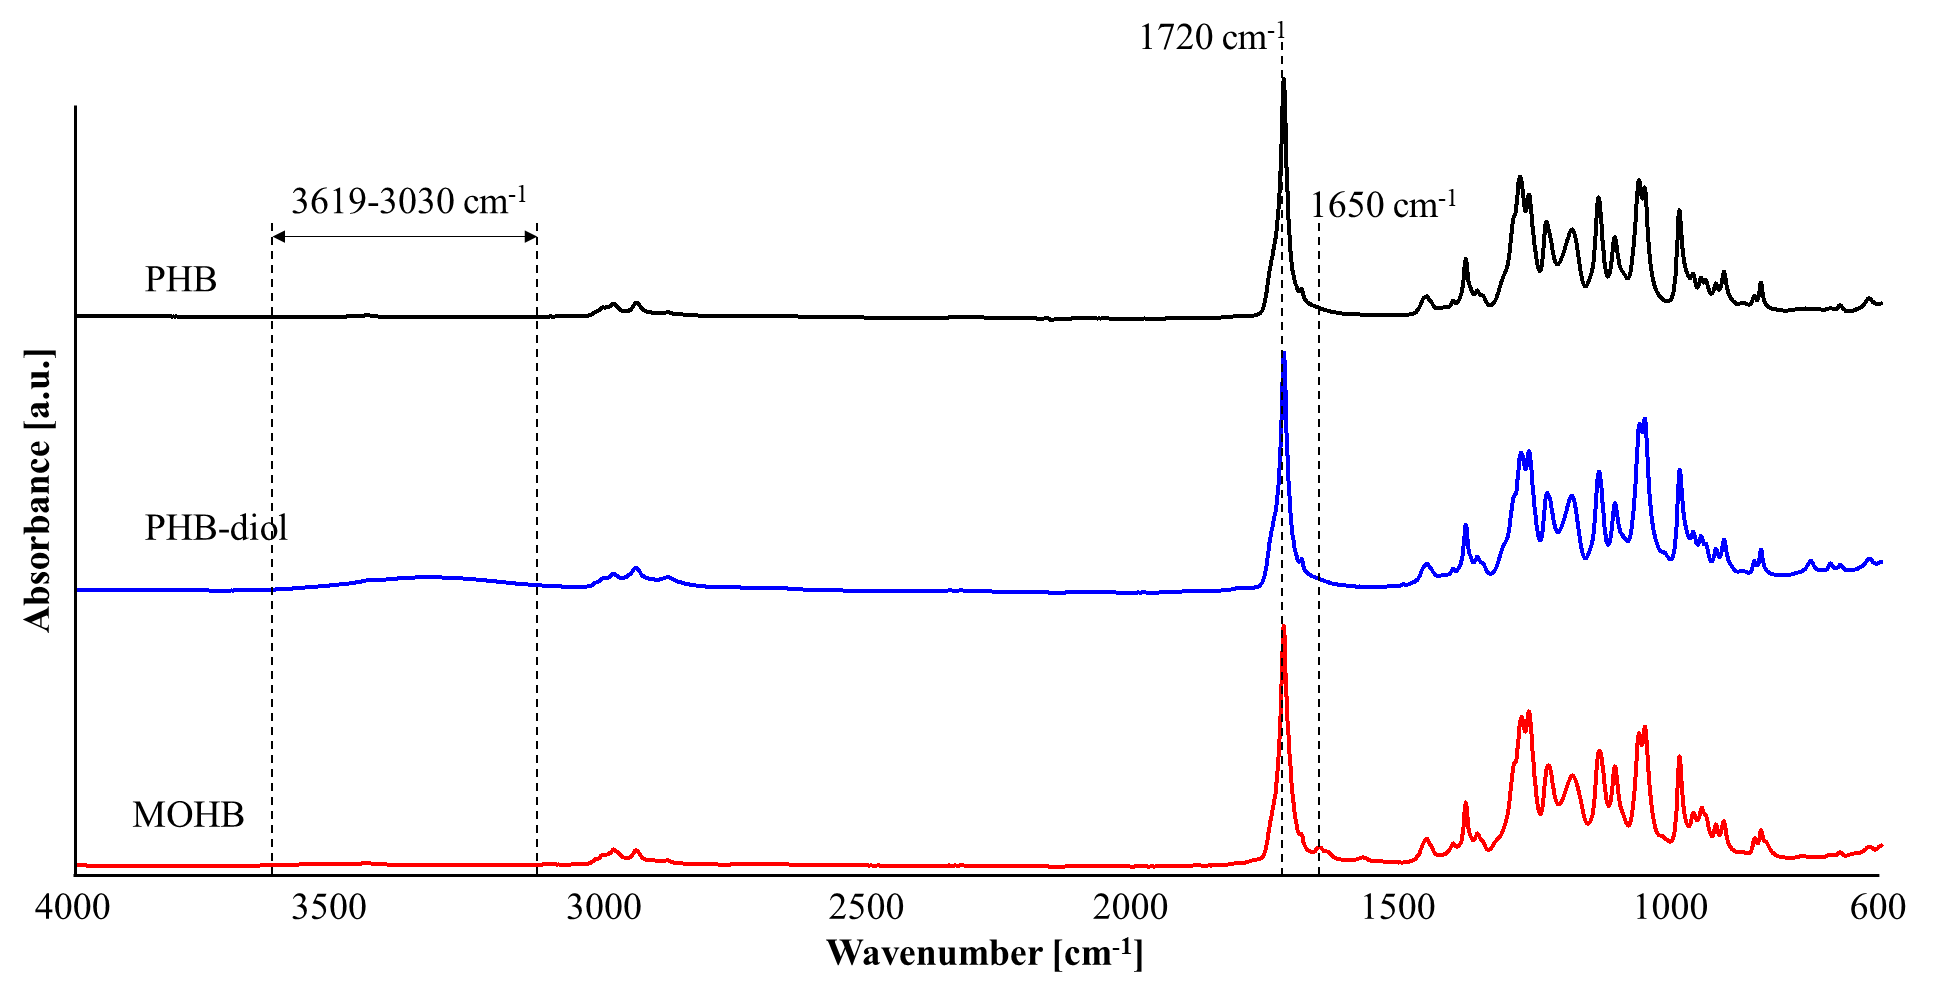 1720 cm-1
3619-3030 cm-1
1650 cm-1
PHB
PHB-diol
MOHB
Absorbance [a.u.]
4000 3500 3000 2500 2000 1500 1000 600
Wavenumber [cm-1]